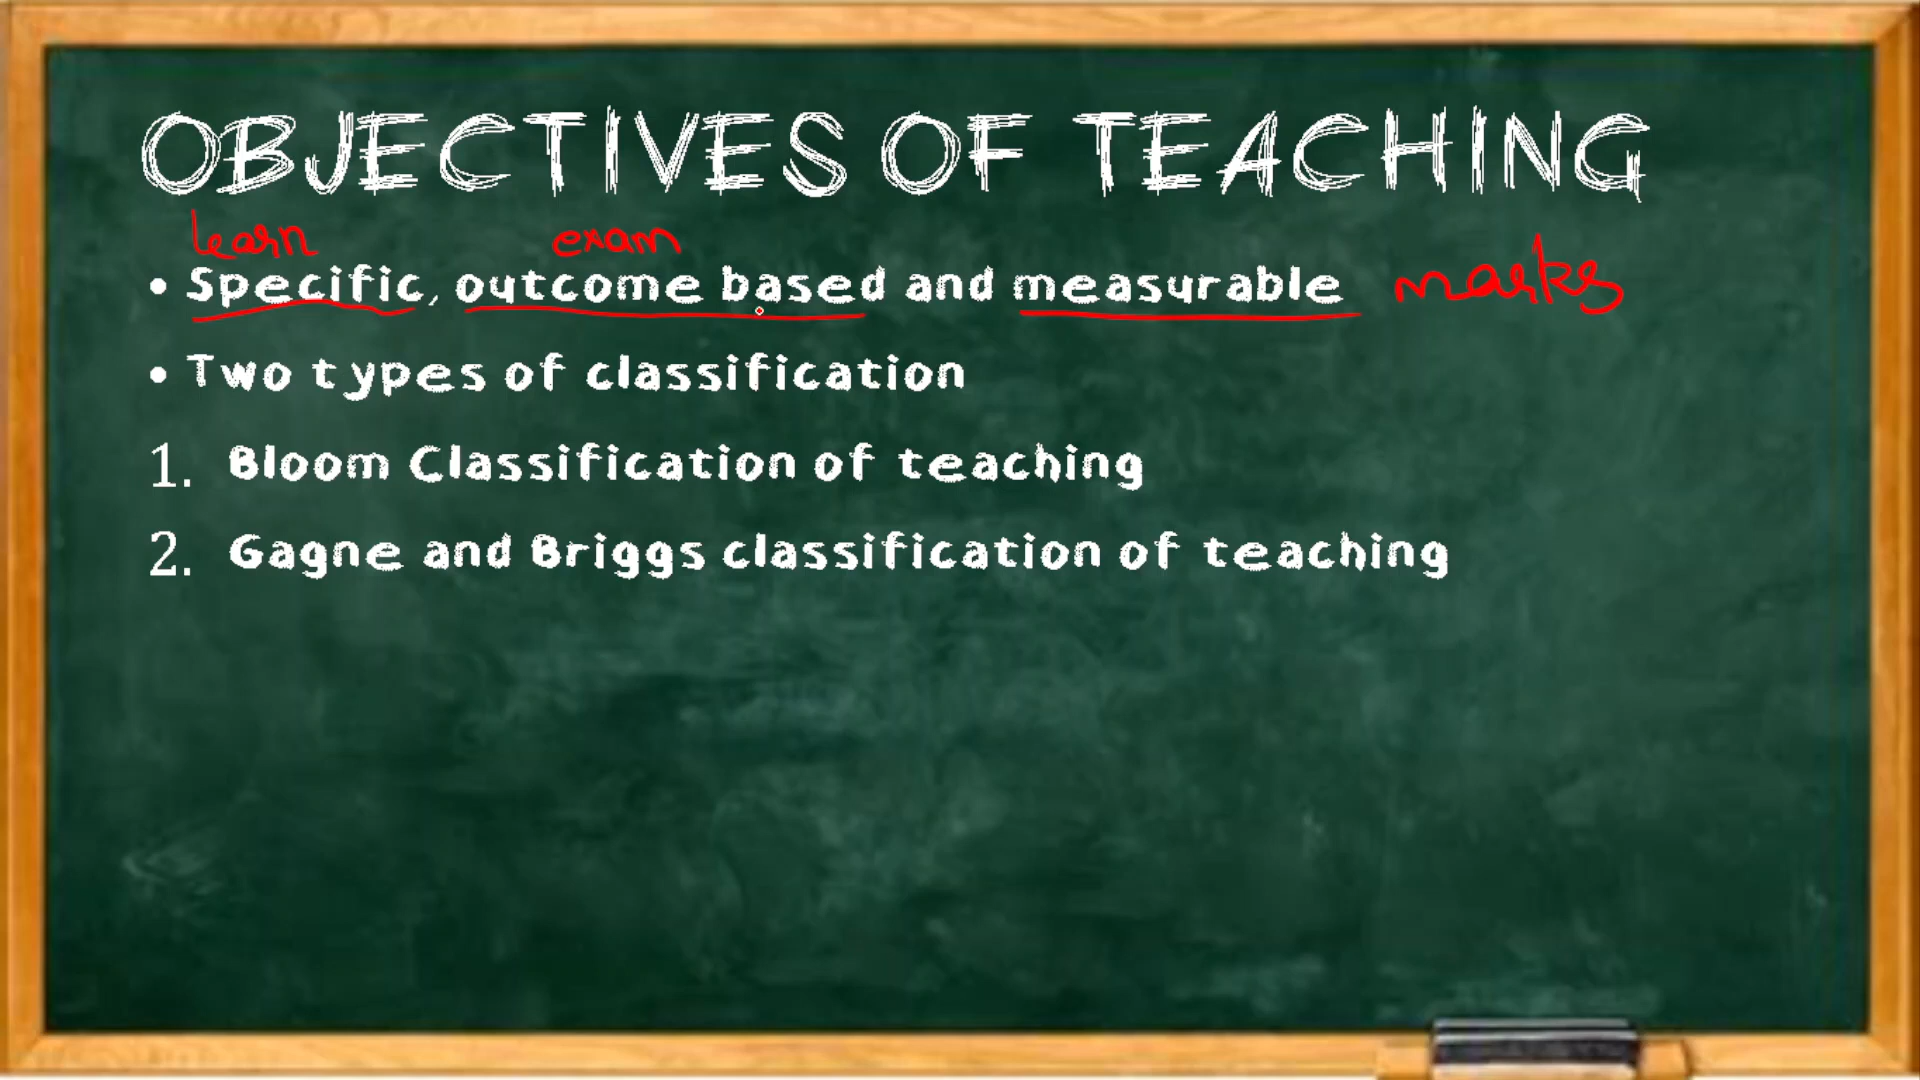 OBJECTIVES OF TEACHING
learn exam
• Specific, outcome based and measurable marks
• Two types of classification
1. Bloom Classification of teaching
2. Gagne and Briggs classification of teaching